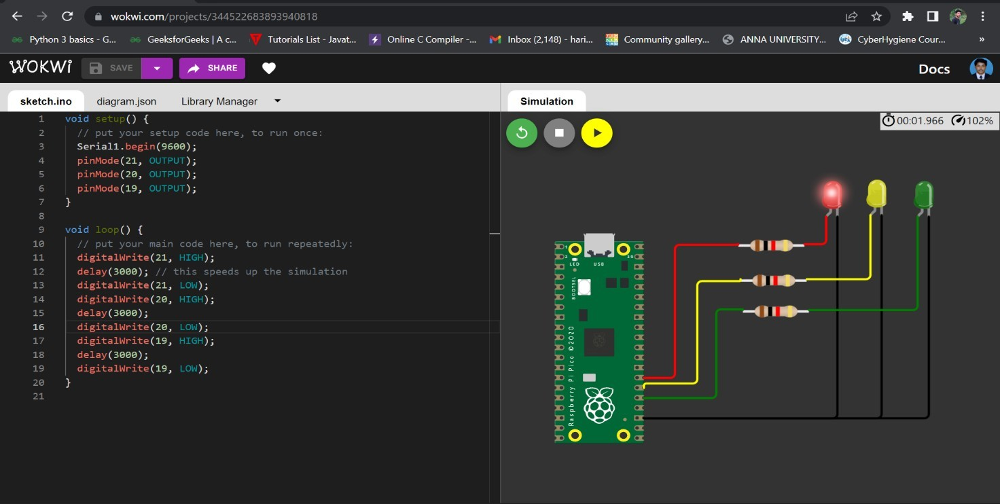 wokwi.com/projects/344522683893940818
Python 3 basics - G... GeeksforGeeks | A c... Tutorials List - Javat... Online C Compiler -... Inbox (2,148) - hari... Community gallery... ANNA UNIVERSITY... CyberHygiene Cour... »
WOKWI SAVE SHARE Docs
sketch.ino diagram.json Library Manager Simulation
00:01.966 102%
1 void setup() {
2 // put your setup code here, to run once:
3 Serial1.begin(9600);
4 pinMode(21, OUTPUT);
5 pinMode(20, OUTPUT);
6 pinMode(19, OUTPUT);
7 }
8
9 void loop() {
10 // put your main code here, to run repeatedly:
11 digitalWrite(21, HIGH);
12 delay(3000); // this speeds up the simulation
13 digitalWrite(21, LOW);
14 digitalWrite(20, HIGH);
15 delay(3000);
16 digitalWrite(20, LOW);
17 digitalWrite(19, HIGH);
18 delay(3000);
19 digitalWrite(19, LOW);
20 }
21
1
2
39
LED
USB
BOOTSEL
Raspberry Pi Pico ©2020